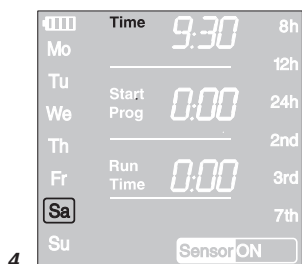 Time 9:30 8h
Mo
12h
Tu
Start Prog 0:00 24h
We
2nd
Th
Run Time 0:00 3rd
Fr
Sa 7th
Su
Sensor ON
4